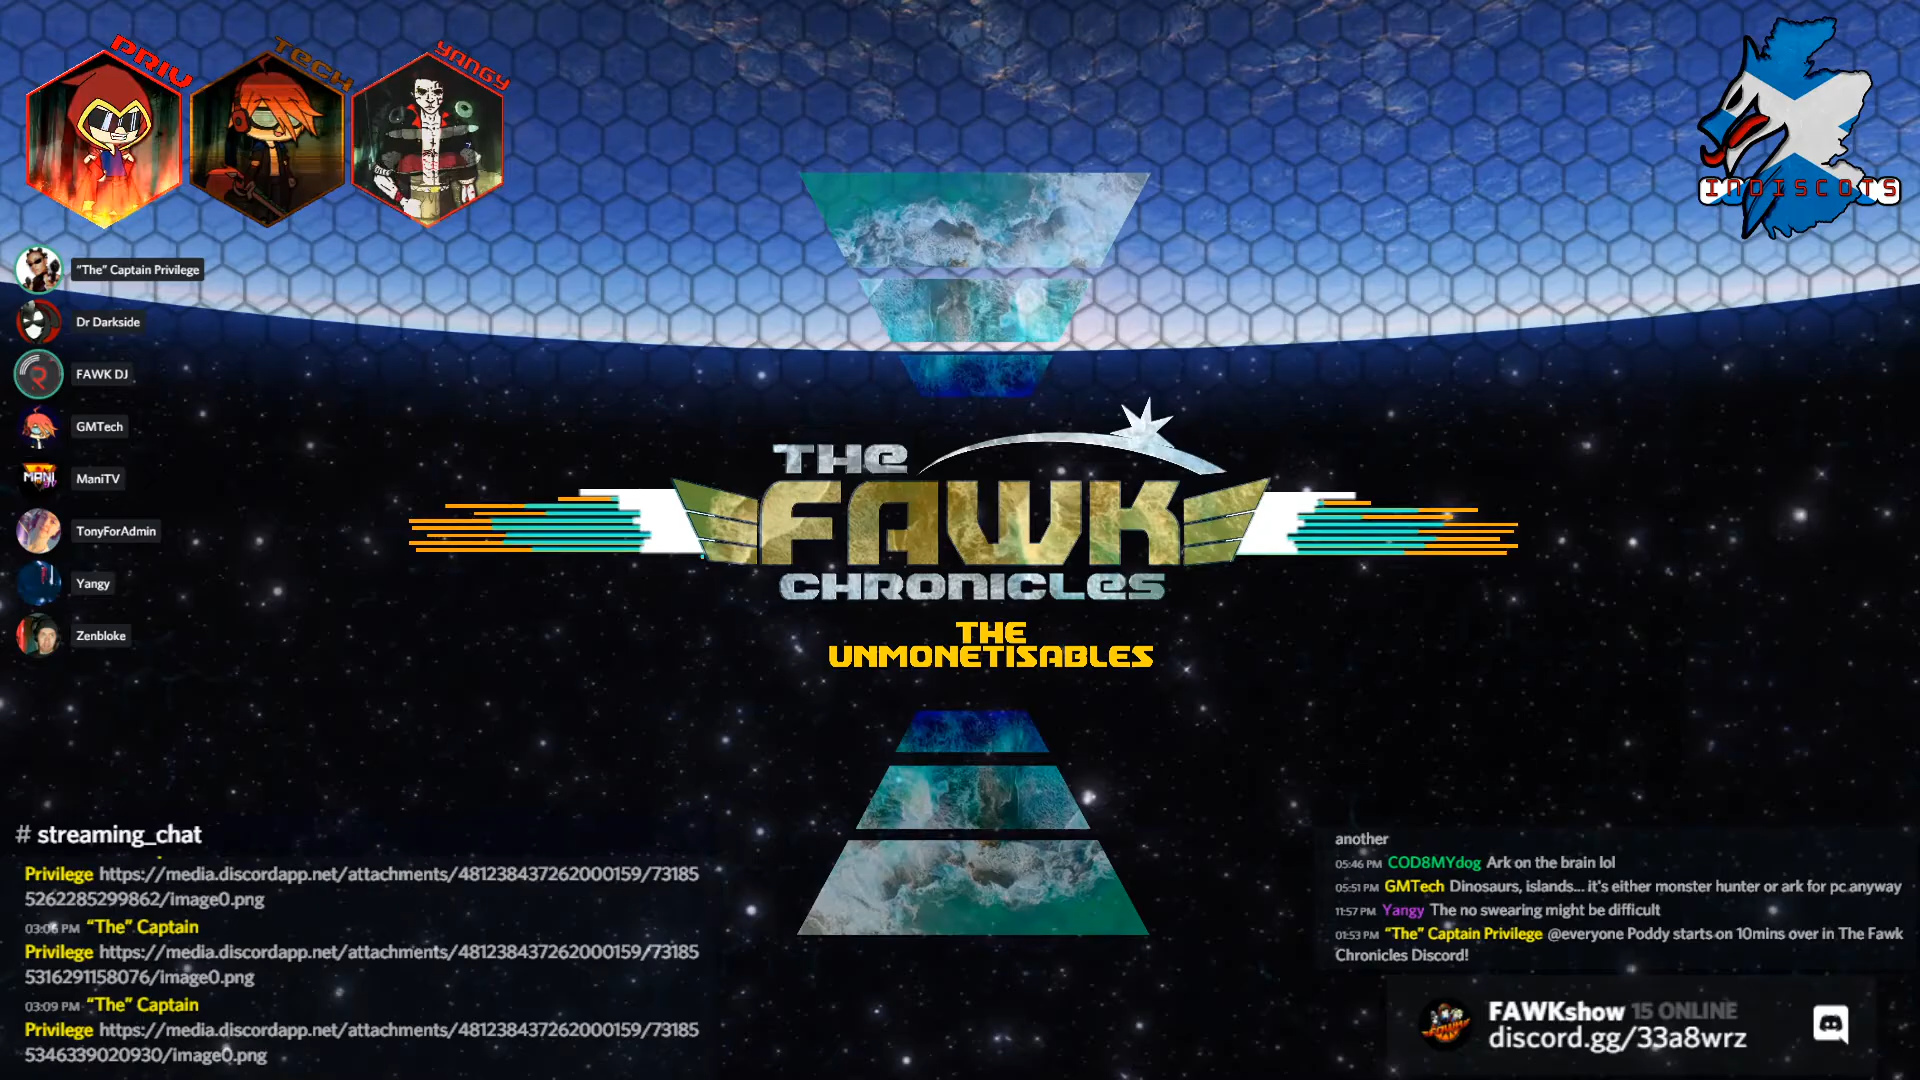 PRIV
TECH
YANGY
INDISCOTS
"The" Captain Privilege
Dr Darkside
FAWK DJ
GMTech
MANI
ManiTV
TonyForAdmin
Yangy
Zenbloke
THE
FAWK
CHRONICLES
THE
UNMONETISABLES
# streaming_chat
Privilege https://media.discordapp.net/attachments/481238437262000159/73185
5262285299862/image0.png
03:06 PM "The" Captain
Privilege https://media.discordapp.net/attachments/481238437262000159/73185
5316291158076/image0.png
03:09 PM "The" Captain
Privilege https://media.discordapp.net/attachments/481238437262000159/73185
5346339020930/image0.png
another
05:46 PM COD8MYdog Ark on the brain lol
05:51 PM GMTech Dinosaurs, islands... it's either monster hunter or ark for pc anyway
11:57 PM Yangy The no swearing might be difficult
01:53 PM "The" Captain Privilege @everyone Poddy starts on 10mins over in The Fawk
Chronicles Discord!
FAWKshow 15 ONLINE
discord.gg/33a8wrz